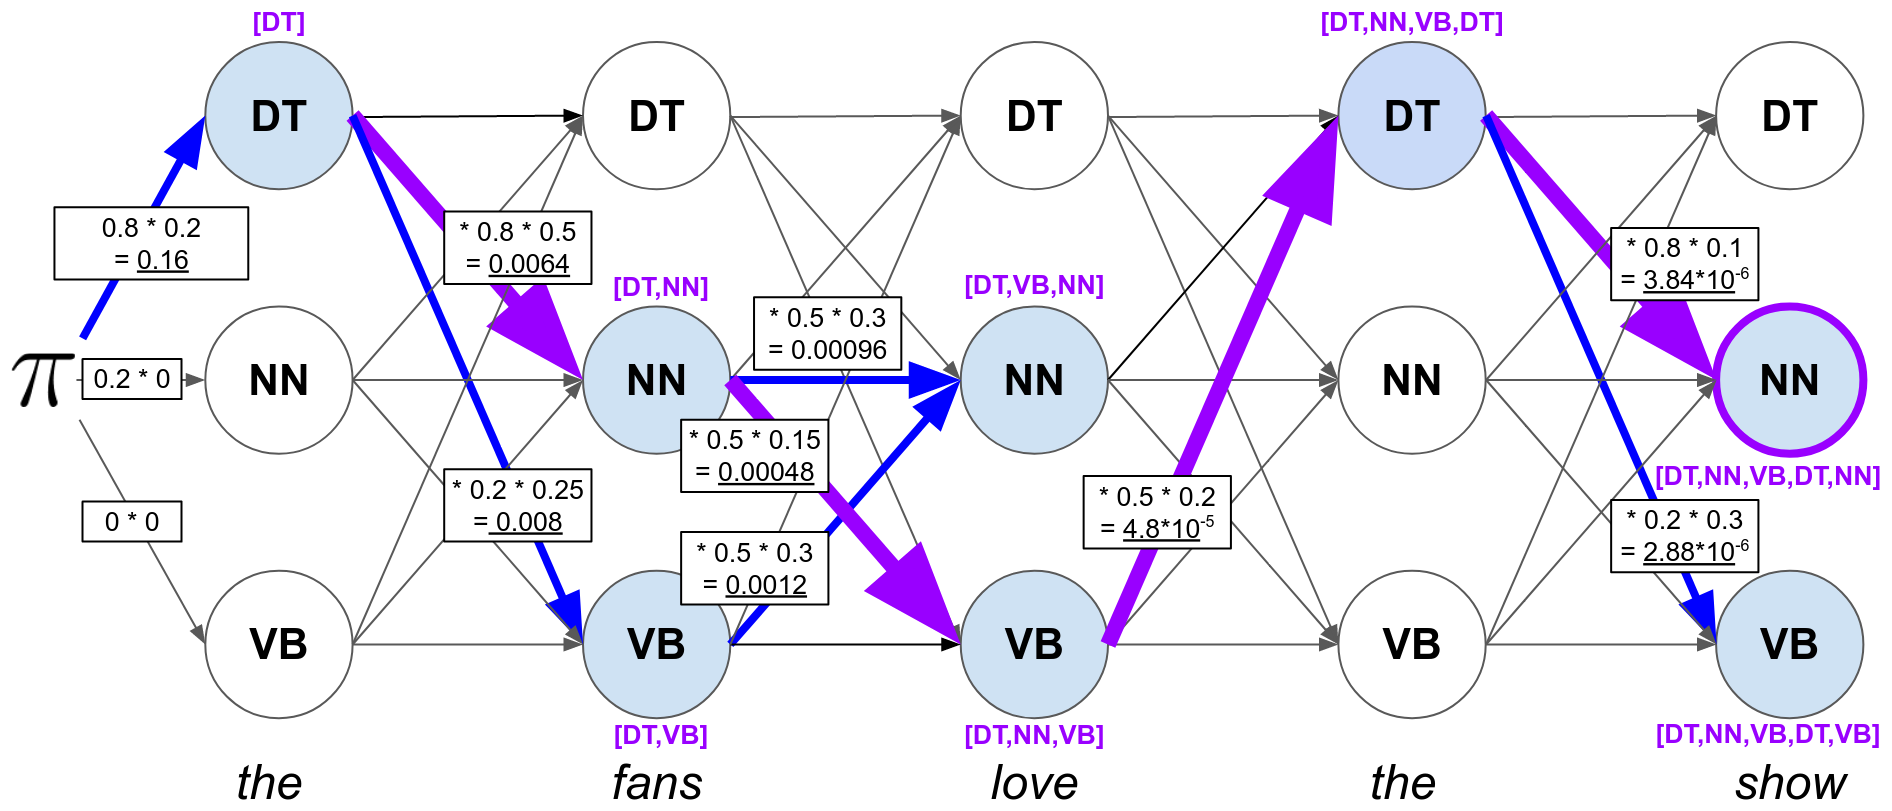 [DT]
[DT,NN,VB,DT]
DT
DT
DT
DT
DT
0.8 * 0.2
= 0.16
* 0.8 * 0.5
= 0.0064
* 0.8 * 0.1
= 3.84*10-6
[DT,NN]
[DT,VB,NN]
* 0.5 * 0.3
= 0.00096
π
0.2 * 0
NN
NN
NN
NN
NN
* 0.5 * 0.15
= 0.00048
[DT,NN,VB,DT,NN]
0 * 0
* 0.2 * 0.25
= 0.008
* 0.5 * 0.2
= 4.8*10-5
* 0.2 * 0.3
= 2.88*10-6
* 0.5 * 0.3
= 0.0012
VB
VB
VB
VB
VB
[DT,VB]
[DT,NN,VB]
[DT,NN,VB,DT,VB]
the fans love the show